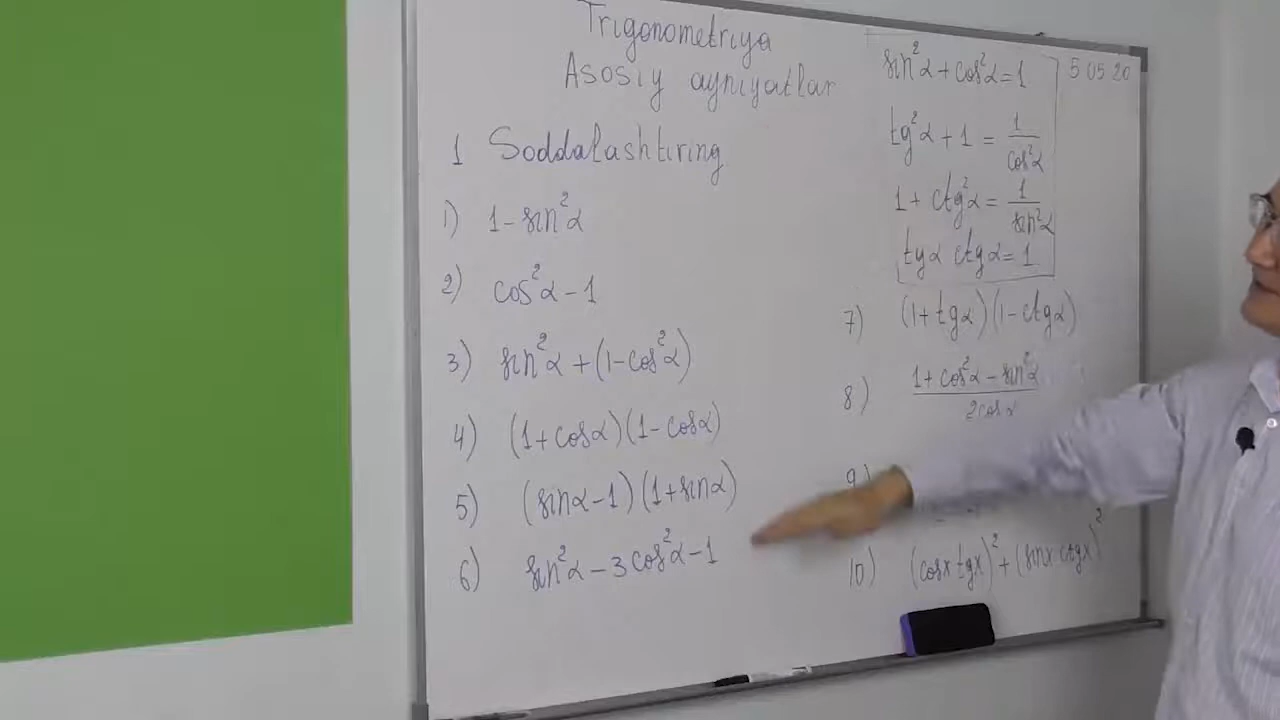 Trigonometriya
Asosiy ayniyatlar
1 Soddalashtiring
1) 1 - sin²α
2) cos²α - 1
3) sin²α + (1 - cos²α)
4) (1 + cosα)(1 - cosα)
5) (sinα - 1)(1 + sinα)
6) sin²α - 3cos²α - 1
5 05 20
sin²α + cos²α = 1
tg²α + 1 = 1/cos²α
1 + ctg²α = 1/sin²α
tgα ctgα = 1
7) (1 + tgα)(1 - ctgα)
8) (1 + cos²α - sin²α)/(2cosα)
9)
10) (cosx tgx)² + (sinx ctgx)²